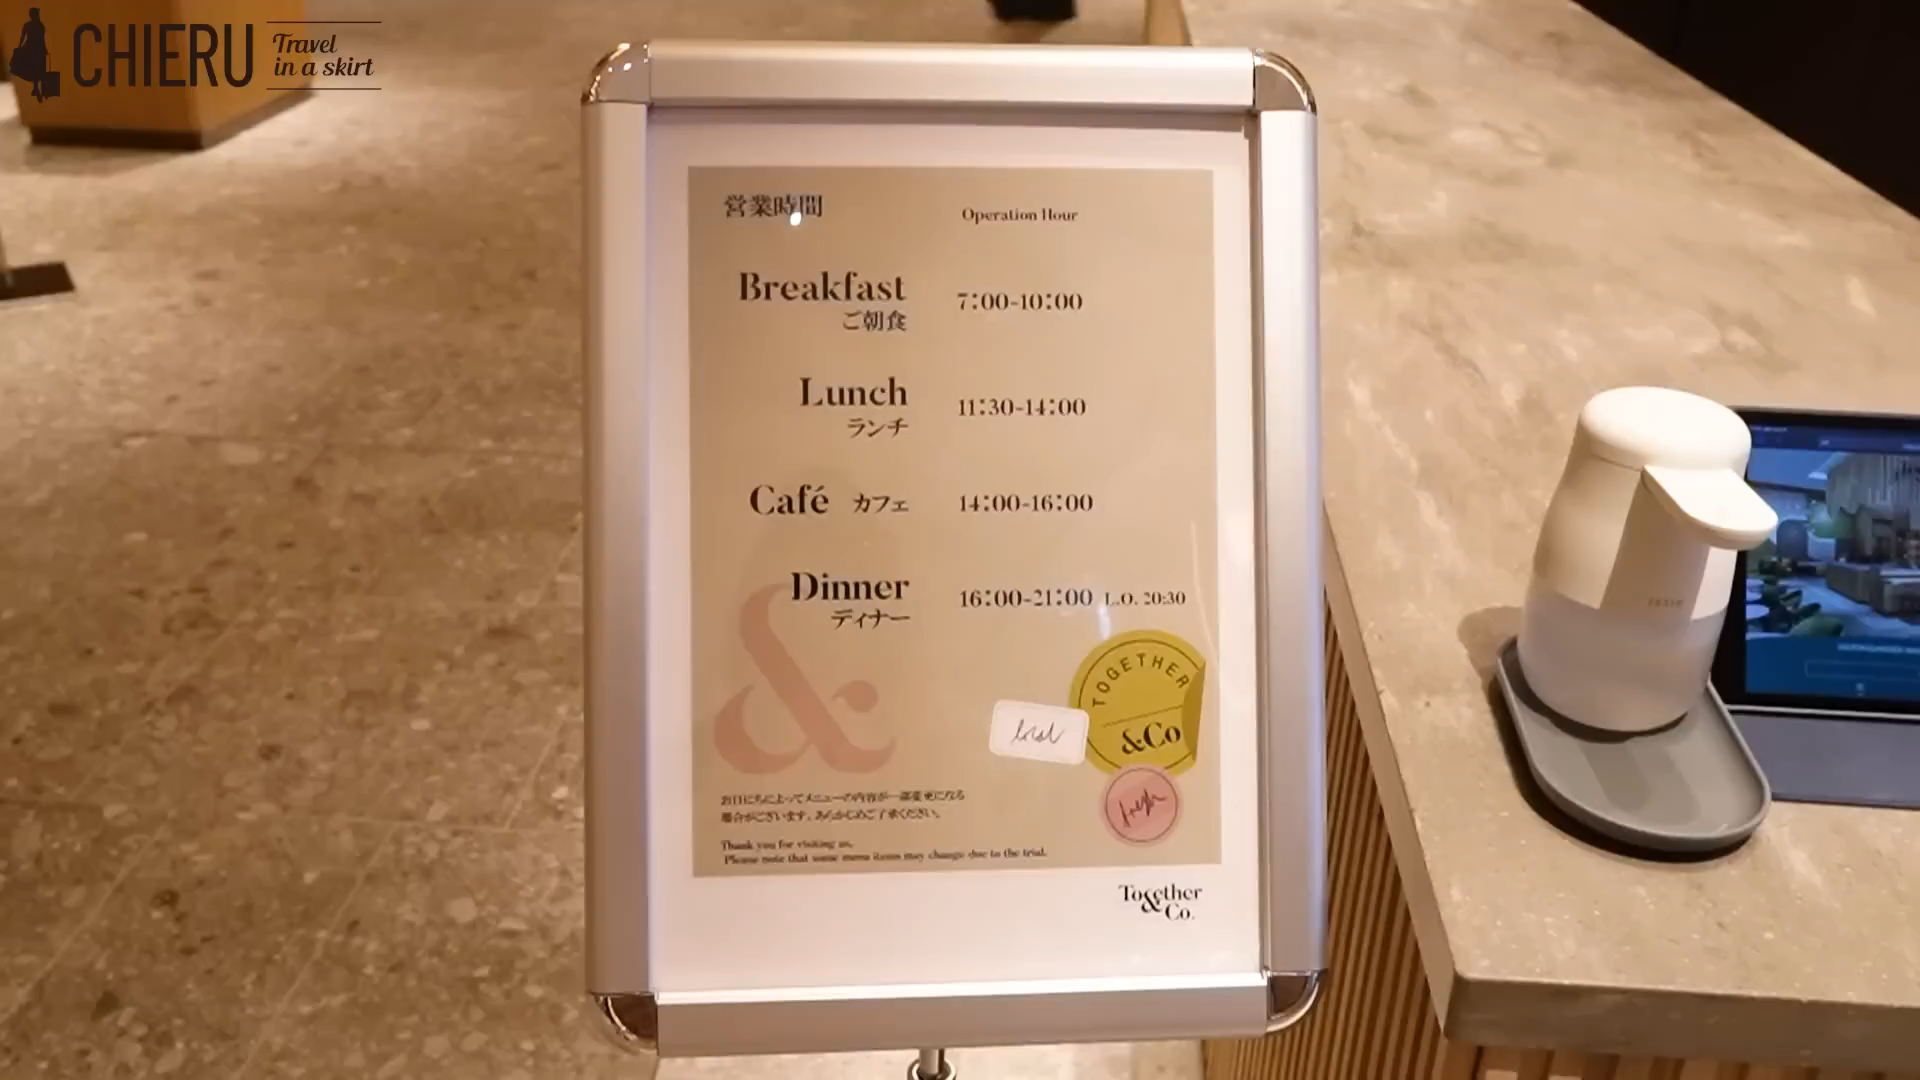 CHIERU
Travel
in a skirt
営業時間
Operation Hour
Breakfast
ご朝食
7:00-10:00
Lunch
ランチ
11:30-14:00
Café カフェ
14:00-16:00
Dinner
ディナー
16:00-21:00 L.O. 20:30
&
TOGETHER
&Co
local
fresh
お日にちによってメニューの内容が一部変更になる
場合がございます。あらかじめご了承ください。
Thank you for visiting us.
Please note that some menu items may change due to the trial.
Together
& Co.